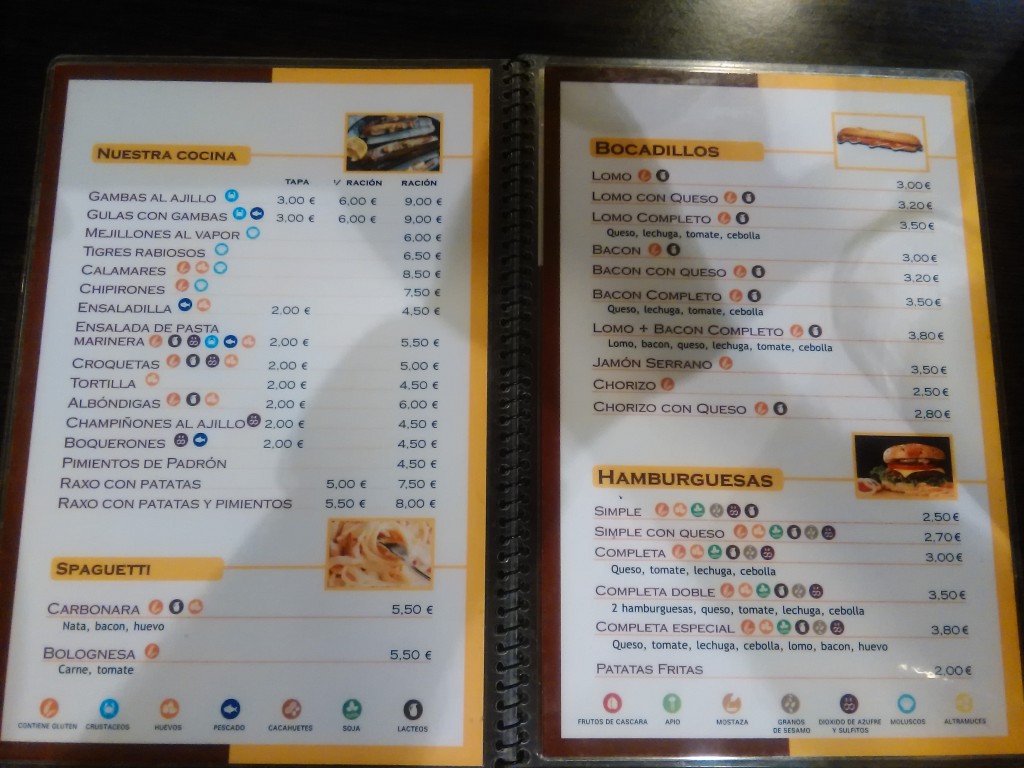 NUESTRA COCINA
TAPA ½ RACIÓN RACIÓN
GAMBAS AL AJILLO 3,00 € 6,00 € 9,00 €
GULAS CON GAMBAS 3,00 € 6,00 € 9,00 €
MEJILLONES AL VAPOR 6,00 €
TIGRES RABIOSOS 6,50 €
CALAMARES 8,50 €
CHIPIRONES 7,50 €
ENSALADILLA 2,00 € 4,50 €
ENSALADA DE PASTA
MARINERA 2,00 € 5,50 €
CROQUETAS 2,00 € 5,00 €
TORTILLA 2,00 € 4,50 €
ALBÓNDIGAS 2,00 € 6,00 €
CHAMPIÑONES AL AJILLO 2,00 € 4,50 €
BOQUERONES 2,00 € 4,50 €
PIMIENTOS DE PADRÓN 4,50 €
RAXO CON PATATAS 5,00 € 7,50 €
RAXO CON PATATAS Y PIMIENTOS 5,50 € 8,00 €
SPAGUETTI
CARBONARA 5,50 €
Nata, bacon, huevo
BOLOGNESA 5,50 €
Carne, tomate
CONTIENE GLUTEN CRUSTACEOS HUEVOS PESCADO CACAHUETES SOJA LACTEOS
BOCADILLOS
LOMO 3,00 €
LOMO CON QUESO 3,20 €
LOMO COMPLETO 3,50 €
Queso, lechuga, tomate, cebolla
BACON 3,00 €
BACON CON QUESO 3,20 €
BACON COMPLETO 3,50 €
Queso, lechuga, tomate, cebolla
LOMO + BACON COMPLETO 3,80 €
Lomo, bacon, queso, lechuga, tomate, cebolla
JAMÓN SERRANO 3,50 €
CHORIZO 2,50 €
CHORIZO CON QUESO 2,80 €
HAMBURGUESAS
SIMPLE 2,50 €
SIMPLE CON QUESO 2,70 €
COMPLETA 3,00 €
Queso, tomate, lechuga, cebolla
COMPLETA DOBLE 3,50 €
2 hamburguesas, queso, tomate, lechuga, cebolla
COMPLETA ESPECIAL 3,80 €
Queso, tomate, lechuga, cebolla, lomo, bacon, huevo
PATATAS FRITAS 2,00 €
FRUTOS DE CASCARA APIO MOSTAZA GRANOS DE SESAMO DIOXIDO DE AZUFRE Y SULFITOS MOLUSCOS ALTRAMUCES